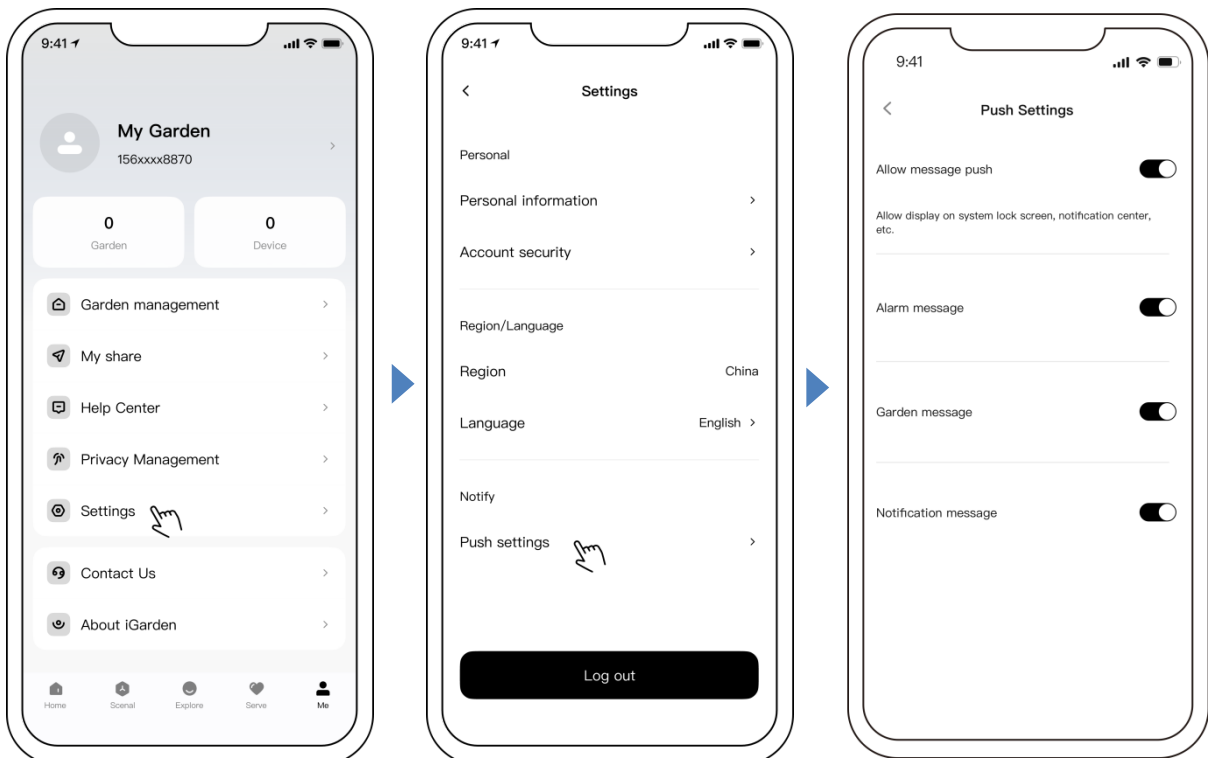 9:41
My Garden
156xxxx8870
0
Garden
0
Device
Garden management
My share
Help Center
Privacy Management
Settings
Contact Us
About iGarden
Home
Scenal
Explore
Serve
Me
9:41
Settings
Personal
Personal information
Account security
Region/Language
Region China
Language English
Notify
Push settings
Log out
9:41
Push Settings
Allow message push
Allow display on system lock screen, notification center,
etc.
Alarm message
Garden message
Notification message